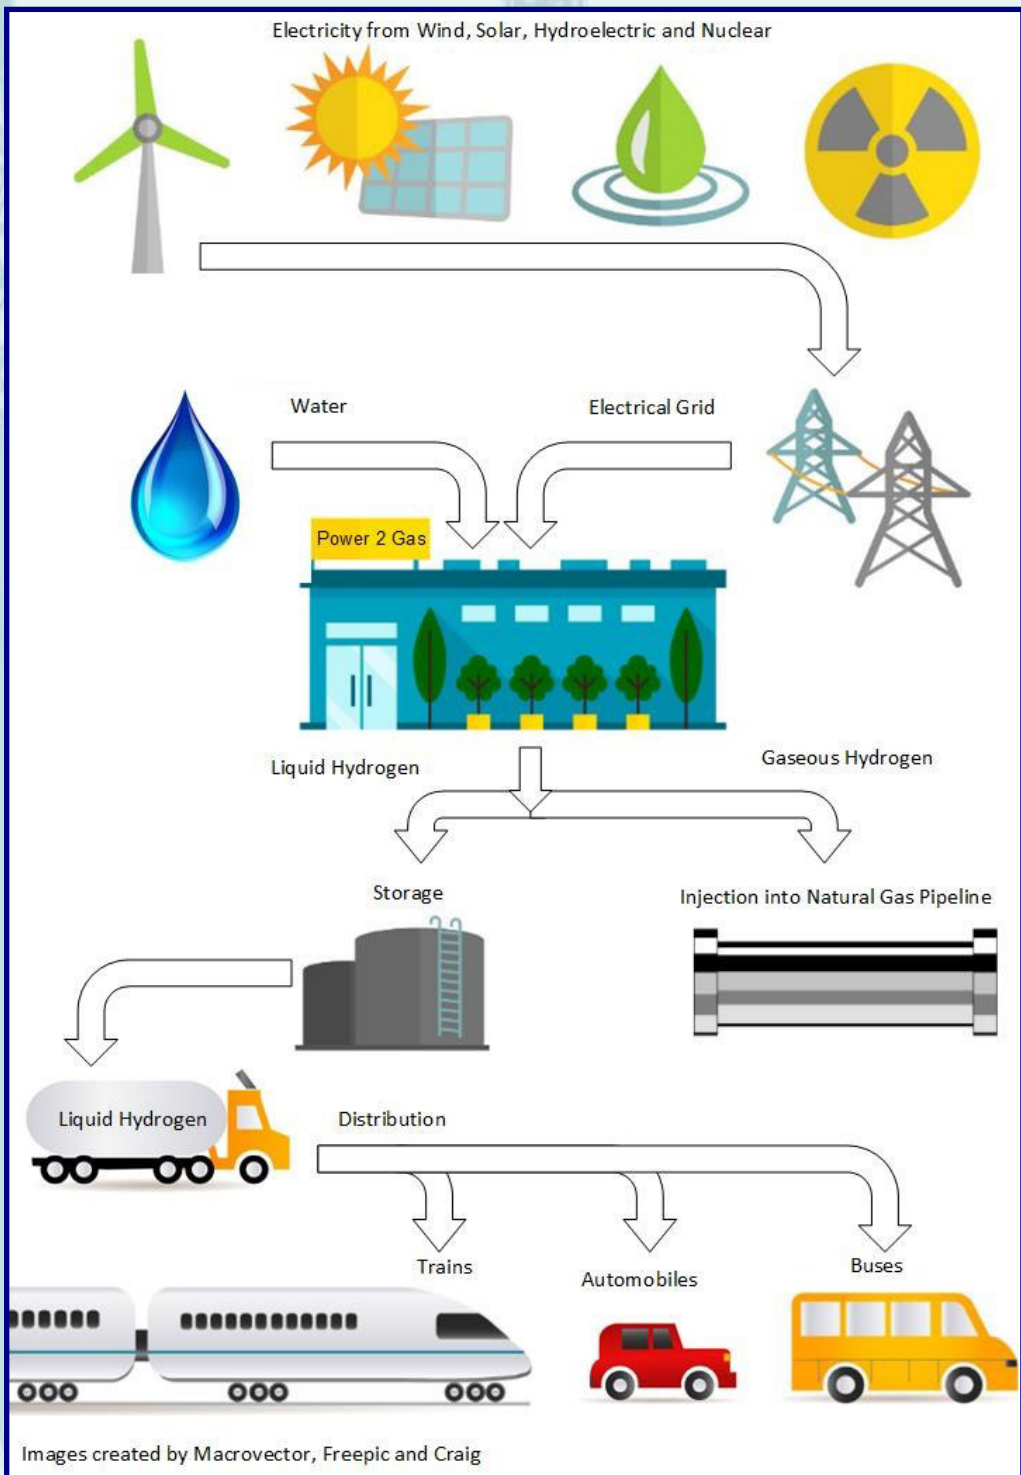 Electricity from Wind, Solar, Hydroelectric and Nuclear
Water
Electrical Grid
Power 2 Gas
Liquid Hydrogen
Gaseous Hydrogen
Storage
Injection into Natural Gas Pipeline
Liquid Hydrogen
Distribution
Trains
Automobiles
Buses
Images created by Macrovector, Freepic and Craig